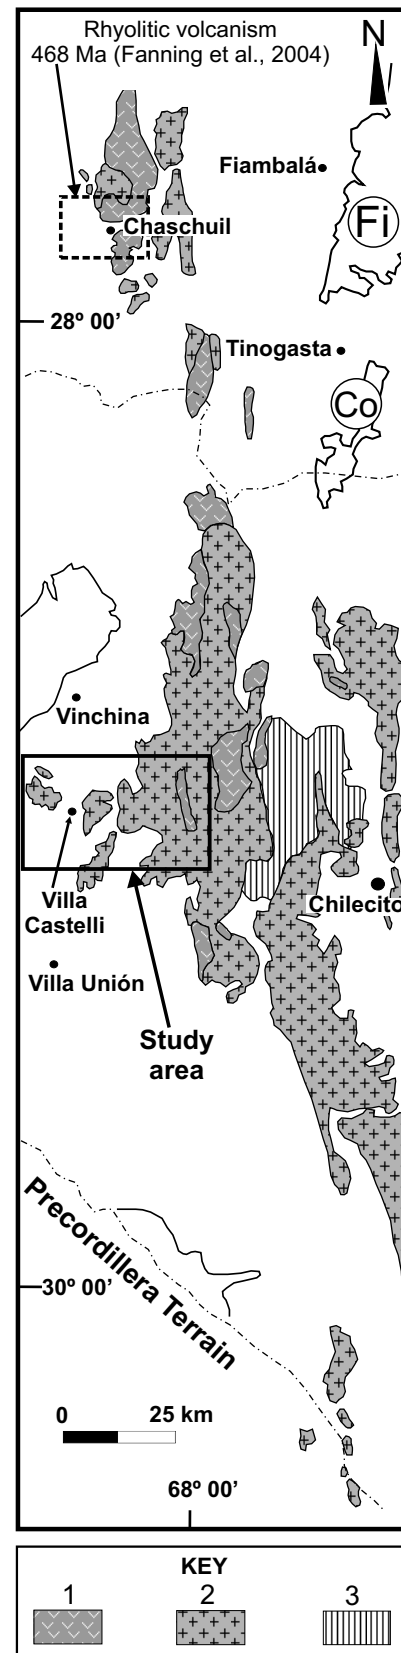 Rhyolitic volcanism
468 Ma (Fanning et al., 2004)
N
Fiambalá
Fi
Chaschuil
28º 00’
Tinogasta
Co
Vinchina
Villa
Castelli
Chilecito
Villa Unión
Study
area
Precordillera Terrain
30º 00’
0 25 km
68º 00’
KEY
1 2 3